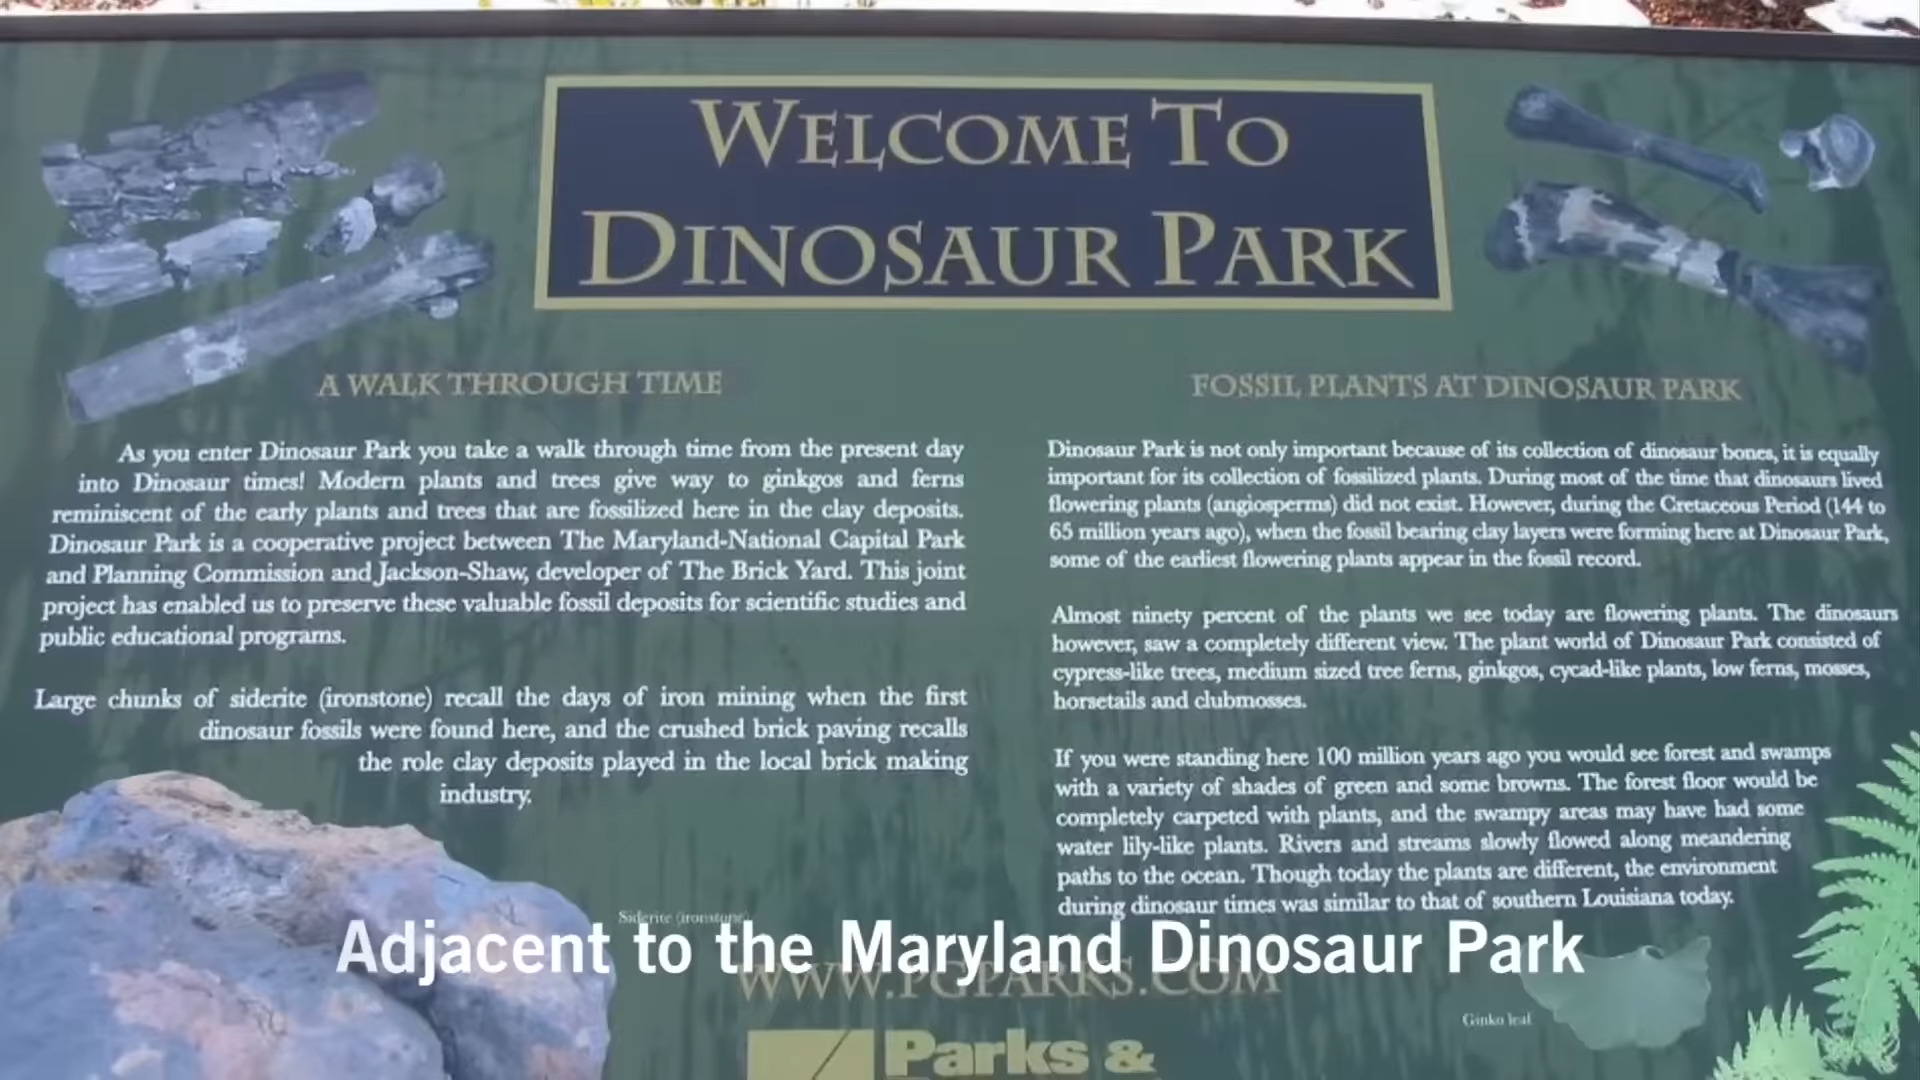 WELCOME TO
DINOSAUR PARK
A WALK THROUGH TIME
As you enter Dinosaur Park you take a walk through time from the present day
into Dinosaur times! Modern plants and trees give way to ginkgos and ferns
reminiscent of the early plants and trees that are fossilized here in the clay deposits.
Dinosaur Park is a cooperative project between The Maryland-National Capital Park
and Planning Commission and Jackson-Shaw, developer of The Brick Yard. This joint
project has enabled us to preserve these valuable fossil deposits for scientific studies and
public educational programs.
Large chunks of siderite (ironstone) recall the days of iron mining when the first
dinosaur fossils were found here, and the crushed brick paving recalls
the role clay deposits played in the local brick making
industry.
Siderite (ironstone)
FOSSIL PLANTS AT DINOSAUR PARK
Dinosaur Park is not only important because of its collection of dinosaur bones, it is equally
important for its collection of fossilized plants. During most of the time that dinosaurs lived
flowering plants (angiosperms) did not exist. However, during the Cretaceous Period (144 to
65 million years ago), when the fossil bearing clay layers were forming here at Dinosaur Park,
some of the earliest flowering plants appear in the fossil record.
Almost ninety percent of the plants we see today are flowering plants. The dinosaurs
however, saw a completely different view. The plant world of Dinosaur Park consisted of
cypress-like trees, medium sized tree ferns, ginkgos, cycad-like plants, low ferns, mosses,
horsetails and clubmosses.
If you were standing here 100 million years ago you would see forest and swamps
with a variety of shades of green and some browns. The forest floor would be
completely carpeted with plants, and the swampy areas may have had some
water lily-like plants. Rivers and streams slowly flowed along meandering
paths to the ocean. Though today the plants are different, the environment
during dinosaur times was similar to that of southern Louisiana today.
Adjacent to the Maryland Dinosaur Park
WWW.PGPARKS.COM
Ginko leaf
Parks &